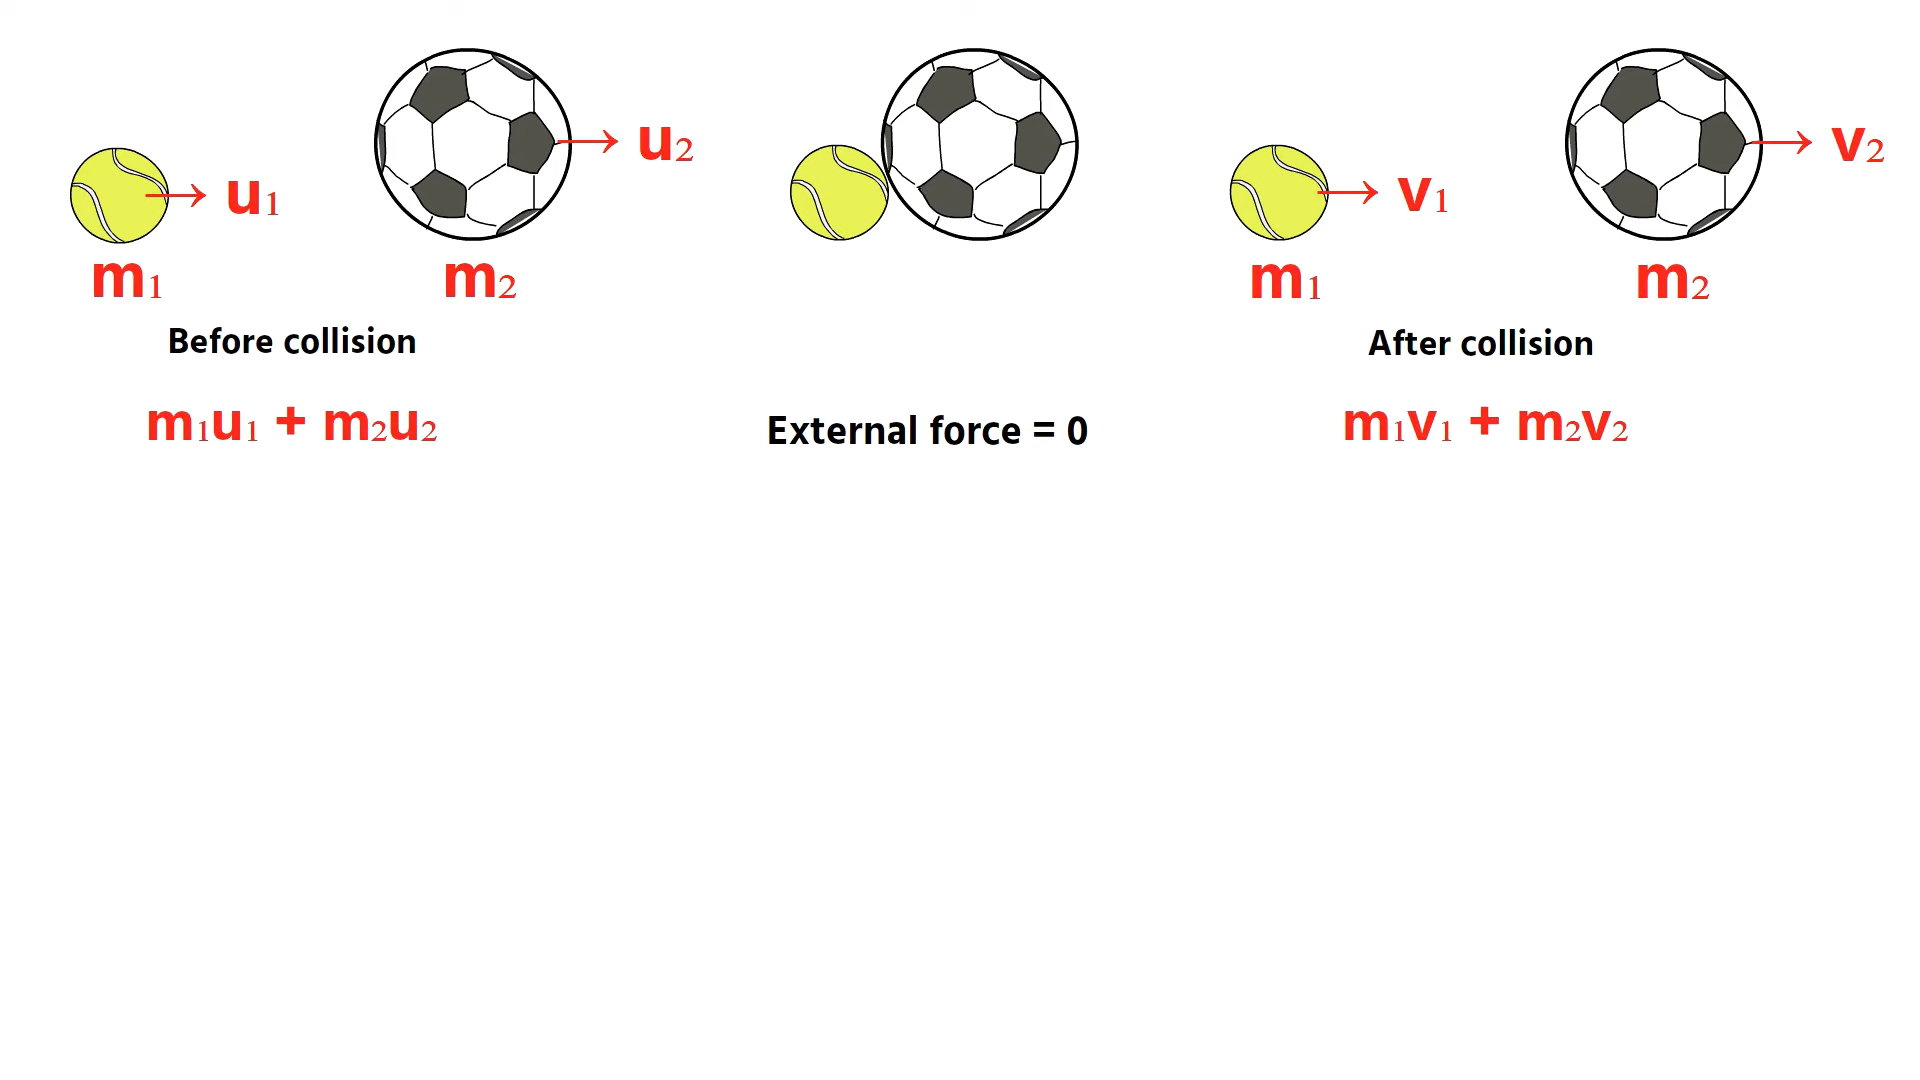 u₁
u₂
m₁
m₂
Before collision
m₁u₁ + m₂u₂
External force = 0
v₁
v₂
m₁
m₂
After collision
m₁v₁ + m₂v₂